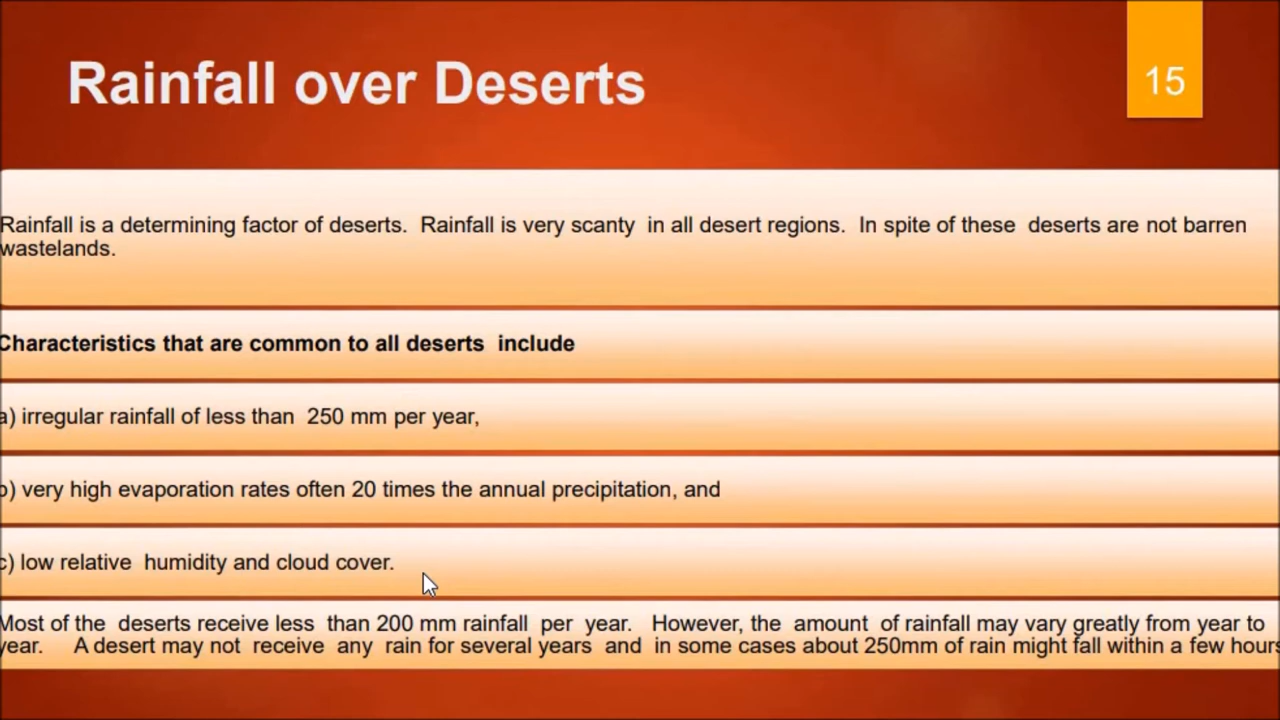 Rainfall over Deserts
15
Rainfall is a determining factor of deserts. Rainfall is very scanty in all desert regions. In spite of these deserts are not barren
wastelands.
Characteristics that are common to all deserts include
a) irregular rainfall of less than 250 mm per year,
b) very high evaporation rates often 20 times the annual precipitation, and
c) low relative humidity and cloud cover.
Most of the deserts receive less than 200 mm rainfall per year. However, the amount of rainfall may vary greatly from year to
year. A desert may not receive any rain for several years and in some cases about 250mm of rain might fall within a few hours